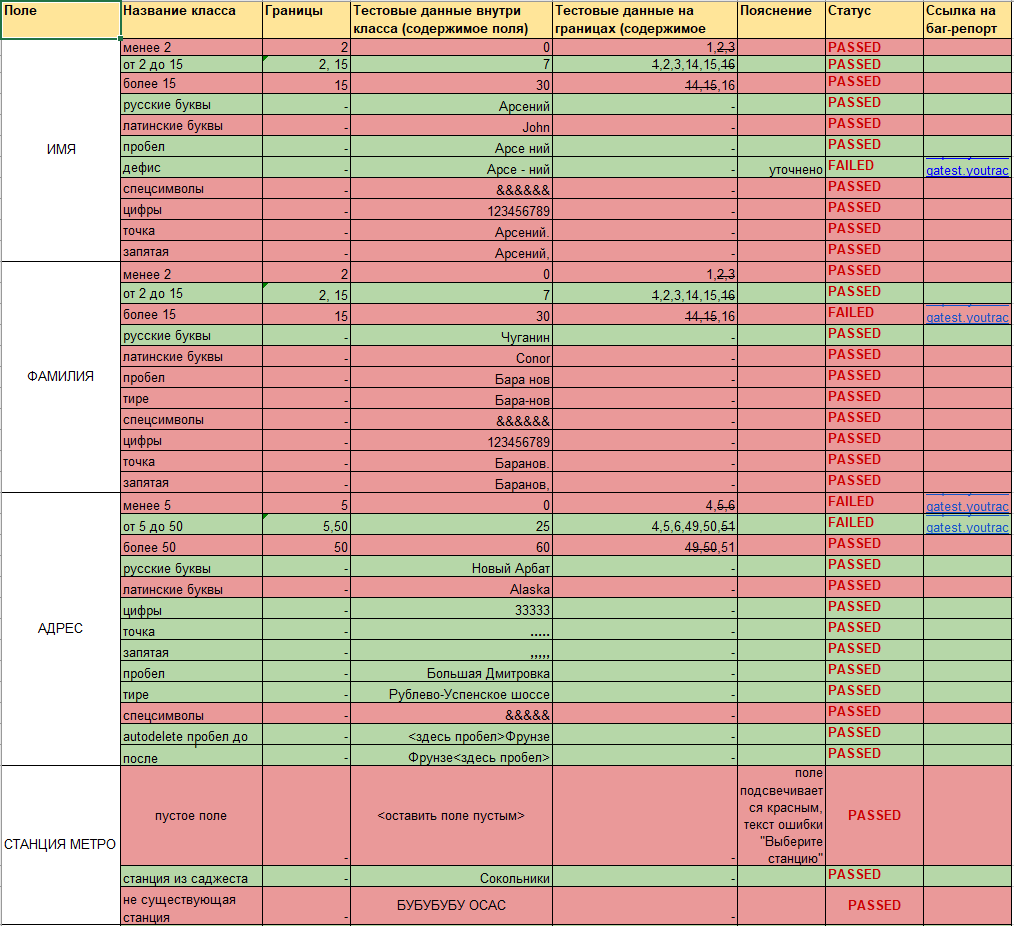 Поле Название класса Границы Тестовые данные внутри класса (содержимое поля) Тестовые данные на границах (содержимое Пояснение Статус Ссылка на баг-репорт
ИМЯ
менее 2 2 0 1,2,3 PASSED
от 2 до 15 2, 15 7 1,2,3,14,15,16 PASSED
более 15 15 30 14,15,16 PASSED
русские буквы - Арсений - PASSED
латинские буквы - John - PASSED
пробел - Арсе ний - PASSED
дефис - Арсе - ний - уточнено FAILED qatest.youtrac
спецсимволы - &&&&&& - PASSED
цифры - 123456789 - PASSED
точка - Арсений. - PASSED
запятая - Арсений, - PASSED
ФАМИЛИЯ
менее 2 2 0 1,2,3 PASSED
от 2 до 15 2, 15 7 1,2,3,14,15,16 PASSED
более 15 15 30 14,15,16 FAILED qatest.youtrac
русские буквы - Чуганин - PASSED
латинские буквы - Conor - PASSED
пробел - Бара нов - PASSED
тире - Бара-нов - PASSED
спецсимволы - &&&&&& - PASSED
цифры - 123456789 - PASSED
точка - Баранов. - PASSED
запятая - Баранов, - PASSED
АДРЕС
менее 5 5 0 4,5,6 FAILED qatest.youtrac
от 5 до 50 5,50 25 4,5,6,49,50,51 FAILED qatest.youtrac
более 50 50 60 49,50,51 PASSED
русские буквы - Новый Арбат - PASSED
латинские буквы - Alaska - PASSED
цифры - 33333 - PASSED
точка - ..... - PASSED
запятая - ,,,,, - PASSED
пробел - Большая Дмитровка - PASSED
тире - Рублево-Успенское шоссе - PASSED
спецсимволы - &&&&& - PASSED
autodelete пробел до - <здесь пробел>Фрунзе - PASSED
после - Фрунзе<здесь пробел> - PASSED
СТАНЦИЯ МЕТРО
пустое поле - <оставить поле пустым> - поле подсвечивает ся красным, текст ошибки "Выберите станцию" PASSED
станция из саджеста - Сокольники - PASSED
не существующая станция - БУБУБУБУ ОСАС - PASSED